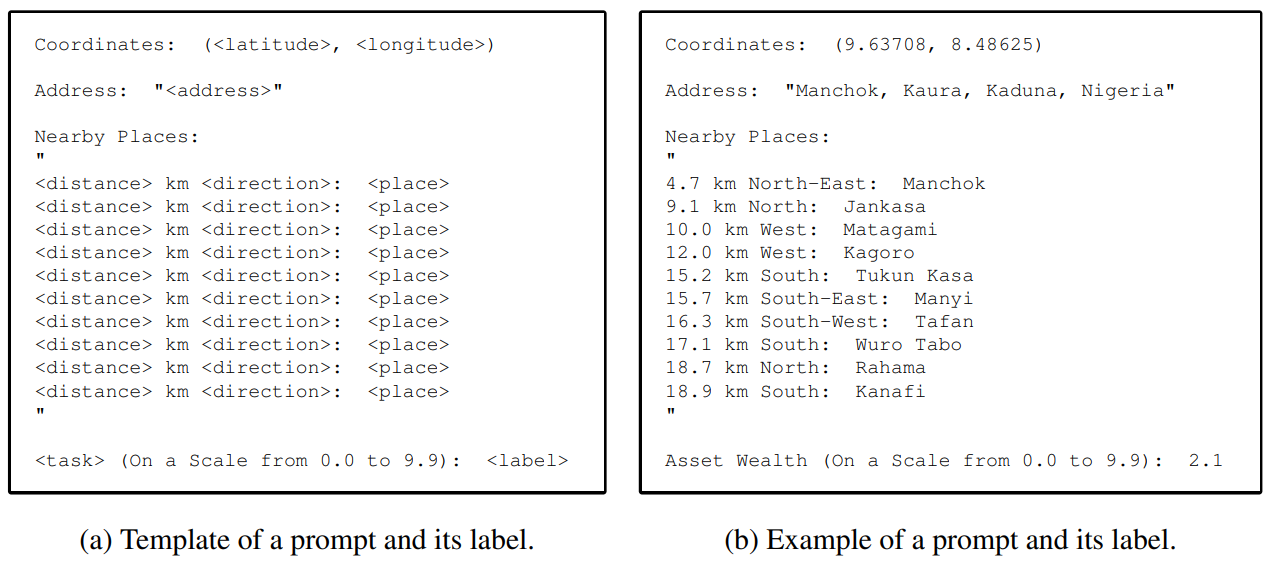 Coordinates: (<latitude>, <longitude>)
Address: "<address>"
Nearby Places:
"
<distance> km <direction>: <place>
<distance> km <direction>: <place>
<distance> km <direction>: <place>
<distance> km <direction>: <place>
<distance> km <direction>: <place>
<distance> km <direction>: <place>
<distance> km <direction>: <place>
<distance> km <direction>: <place>
<distance> km <direction>: <place>
<distance> km <direction>: <place>
"
<task> (On a Scale from 0.0 to 9.9): <label>
(a) Template of a prompt and its label.
Coordinates: (9.63708, 8.48625)
Address: "Manchok, Kaura, Kaduna, Nigeria"
Nearby Places:
"
4.7 km North-East: Manchok
9.1 km North: Jankasa
10.0 km West: Matagami
12.0 km West: Kagoro
15.2 km South: Tukun Kasa
15.7 km South-East: Manyi
16.3 km South-West: Tafan
17.1 km South: Wuro Tabo
18.7 km North: Rahama
18.9 km South: Kanafi
"
Asset Wealth (On a Scale from 0.0 to 9.9): 2.1
(b) Example of a prompt and its label.